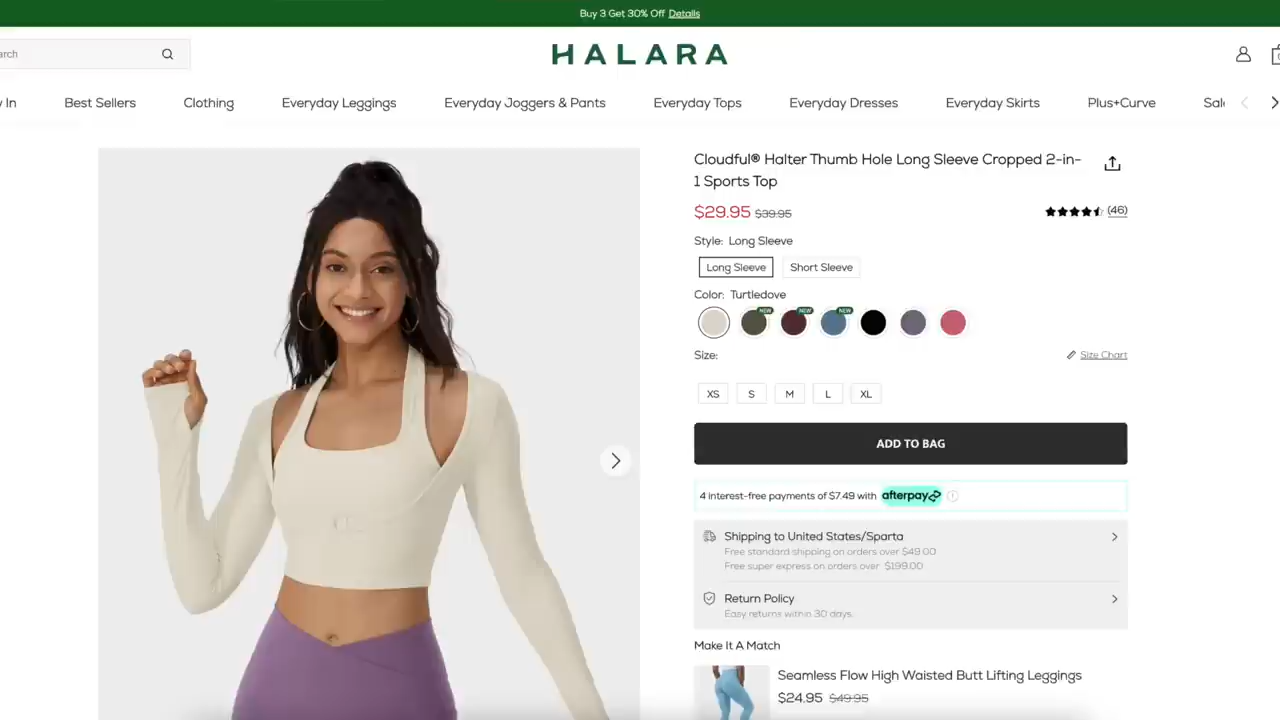 Buy 3 Get 30% Off Details
arch
HALARA
In
Best Sellers
Clothing
Everyday Leggings
Everyday Joggers & Pants
Everyday Tops
Everyday Dresses
Everyday Skirts
Plus+Curve
Sal
Cloudful® Halter Thumb Hole Long Sleeve Cropped 2-in-
1 Sports Top
$29.95 $39.95
(46)
Style: Long Sleeve
Long Sleeve
Short Sleeve
Color: Turtledove
NEW
NEW
NEW
Size:
Size Chart
XS
S
M
L
XL
ADD TO BAG
4 interest-free payments of $7.49 with afterpay
Shipping to United States/Sparta
Free standard shipping on orders over $49.00
Free super express on orders over $199.00
Return Policy
Easy returns within 30 days.
Make It A Match
Seamless Flow High Waisted Butt Lifting Leggings
$24.95 $49.95